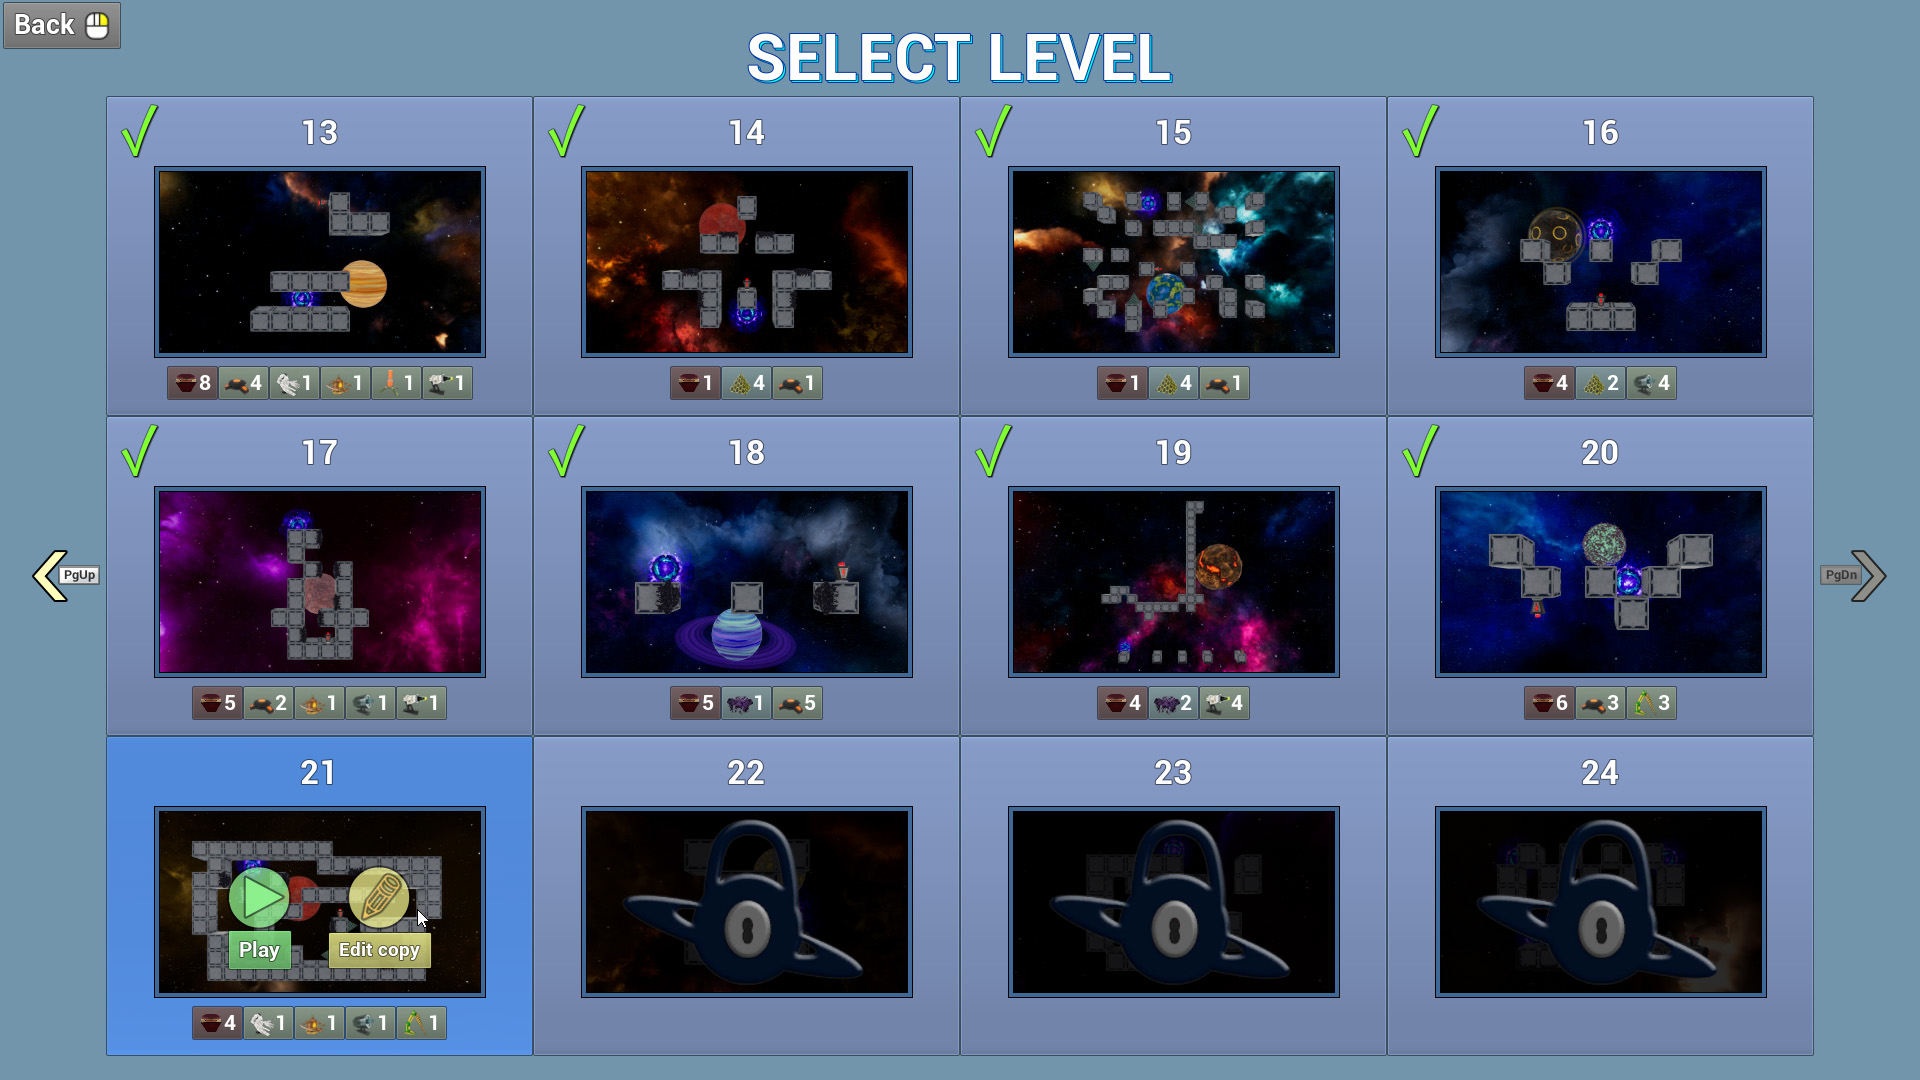 Back
SELECT LEVEL
13 14 15 16
8 4 1 1 1 1
1 4 1
1 4 1
4 2 4
PgUp
PgDn
17 18 19 20
5 2 1 1 1
5 1 5
4 2 4
6 3 3
21 22 23 24
Play Edit copy
4 1 1 1 1